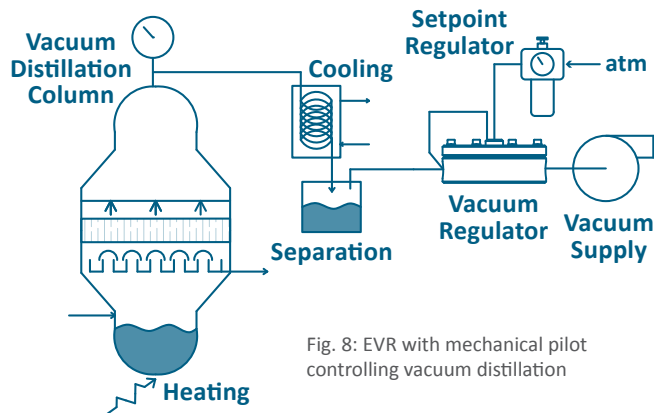 Vacuum
Distillation
Column
Cooling
Setpoint
Regulator
atm
Separation
Vacuum
Regulator
Vacuum
Supply
Heating
Fig. 8: EVR with mechanical pilot
controlling vacuum distillation